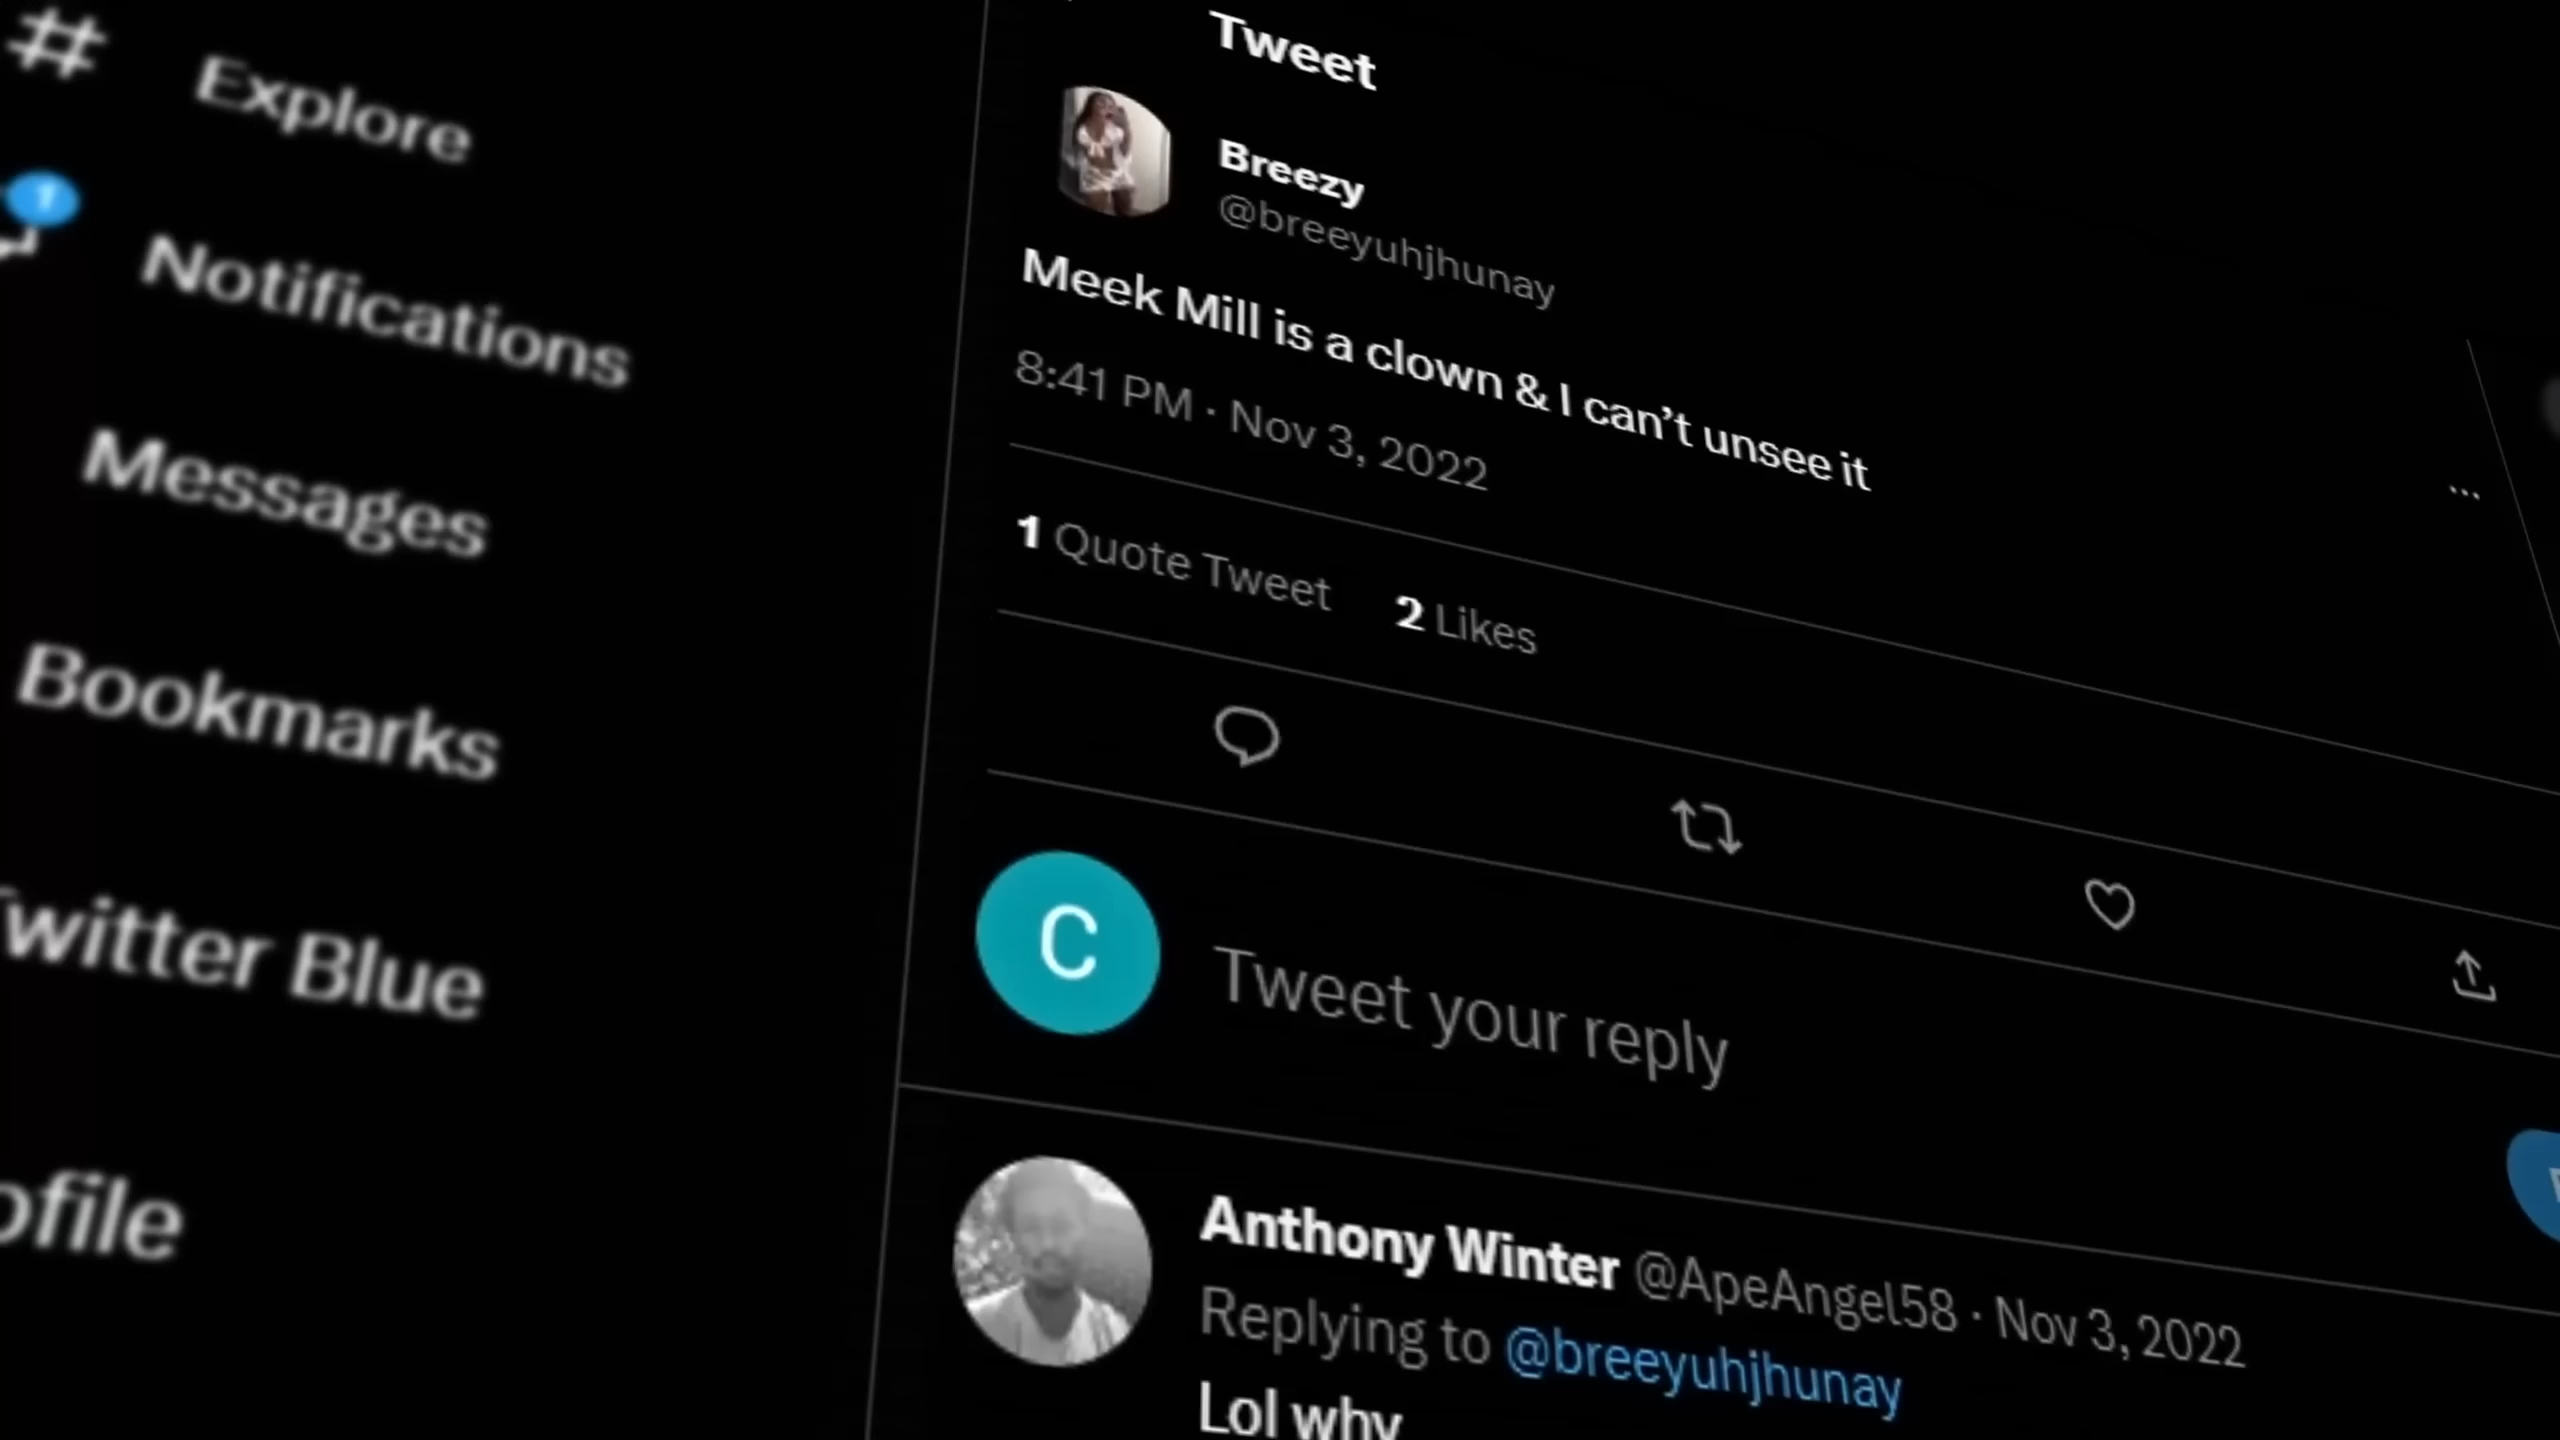 Explore
Notifications
Messages
Bookmarks
witter Blue
ofile
Tweet
Breezy
@breeyuhjhunay
Meek Mill is a clown & I can’t unsee it
8:41 PM · Nov 3, 2022
1 Quote Tweet 2 Likes
C
Tweet your reply
Anthony Winter @ApeAngel58 · Nov 3, 2022
Replying to @breeyuhjhunay
Lol why